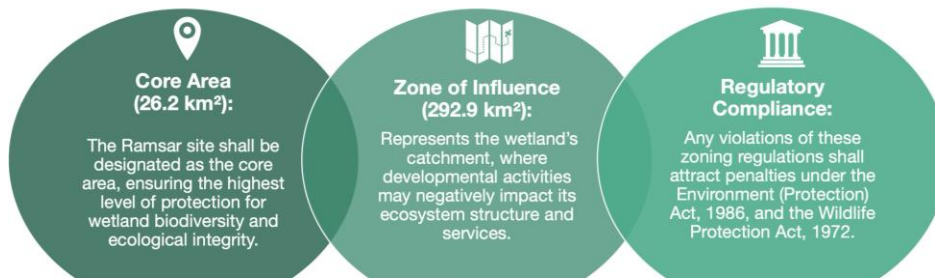 Core Area
(26.2 km²):
The Ramsar site shall be
designated as the core
area, ensuring the highest
level of protection for
wetland biodiversity and
ecological integrity.
Zone of Influence
(292.9 km²):
Represents the wetland's
catchment, where
developmental activities
may negatively impact its
ecosystem structure and
services.
Regulatory
Compliance:
Any violations of these
zoning regulations shall
attract penalties under the
Environment (Protection)
Act, 1986, and the Wildlife
Protection Act, 1972.